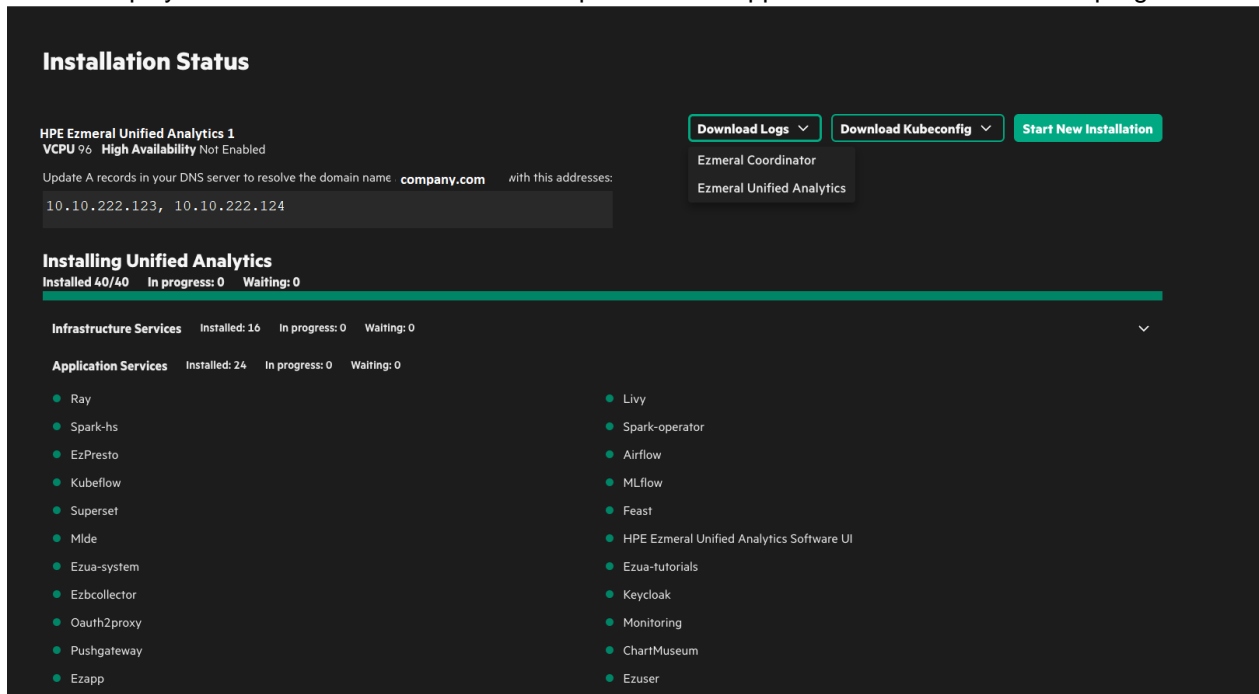 Installation Status
HPE Ezmeral Unified Analytics 1
VCPU 96 High Availability Not Enabled
Download Logs
Download Kubeconfig
Start New Installation
Ezmeral Coordinator
Ezmeral Unified Analytics
Update A records in your DNS server to resolve the domain name company.com with this addresses:
10.10.222.123, 10.10.222.124
Installing Unified Analytics
Installed 40/40 In progress: 0 Waiting: 0
Infrastructure Services Installed: 16 In progress: 0 Waiting: 0
Application Services Installed: 24 In progress: 0 Waiting: 0
Ray
Livy
Spark-hs
Spark-operator
EzPresto
Airflow
Kubeflow
MLflow
Superset
Feast
Mlde
HPE Ezmeral Unified Analytics Software UI
Ezua-system
Ezua-tutorials
Ezbcollector
Keycloak
Oauth2proxy
Monitoring
Pushgateway
ChartMuseum
Ezapp
Ezuser